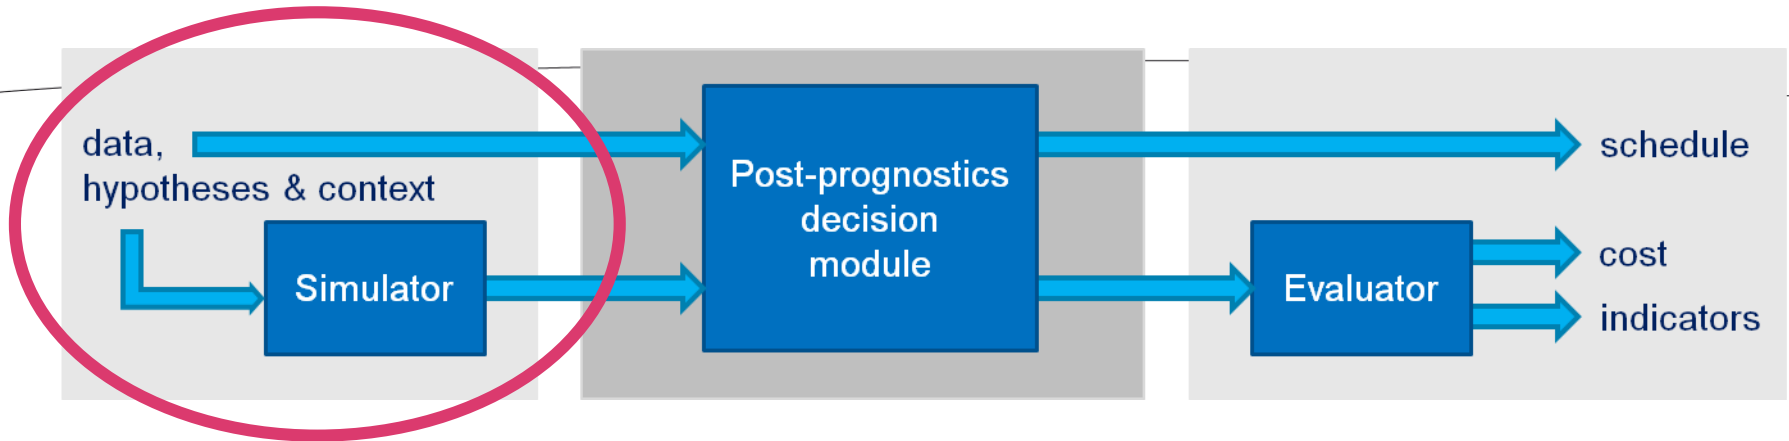 data,
hypotheses & context
Simulator
Post-prognostics
decision
module
Evaluator
schedule
cost
indicators